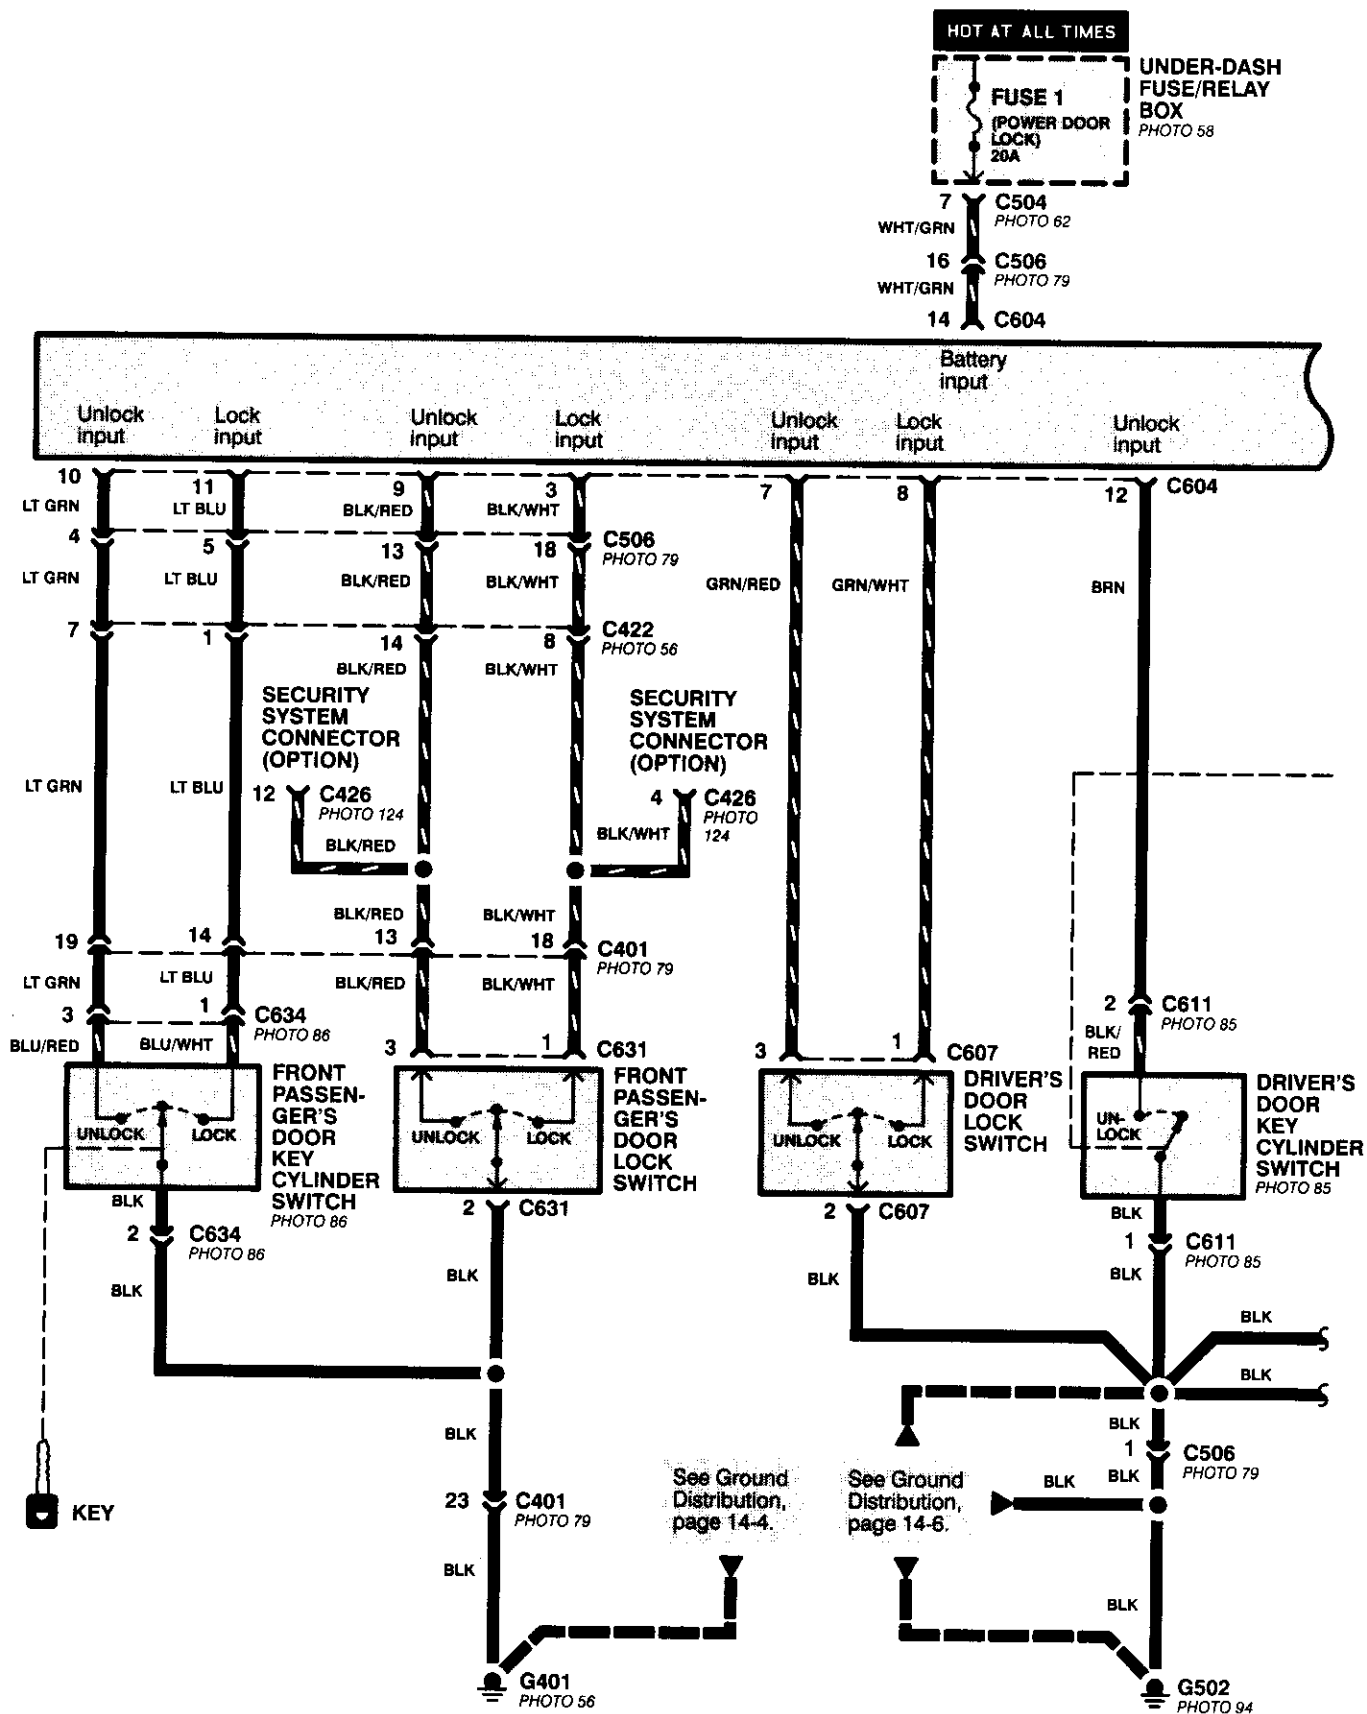 HOT AT ALL TIMES
UNDER-DASH
FUSE/RELAY
BOX
PHOTO 58
FUSE 1
(POWER DOOR
LOCK)
20A
7
C504
PHOTO 62
WHT/GRN
16
C506
PHOTO 79
WHT/GRN
14
C604
Battery
input
Unlock
input
Lock
input
Unlock
input
Lock
input
Unlock
input
Lock
input
Unlock
input
10
11
9
3
7
8
12
C604
LT GRN
LT BLU
BLK/RED
BLK/WHT
4
5
13
18
C506
PHOTO 79
LT GRN
LT BLU
BLK/RED
BLK/WHT
GRN/RED
GRN/WHT
BRN
7
1
14
8
C422
PHOTO 56
BLK/RED
BLK/WHT
SECURITY
SYSTEM
CONNECTOR
(OPTION)
SECURITY
SYSTEM
CONNECTOR
(OPTION)
LT GRN
LT BLU
12
C426
PHOTO 124
BLK/RED
4
C426
PHOTO
124
BLK/WHT
BLK/RED
BLK/WHT
19
14
13
18
C401
PHOTO 79
LT GRN
LT BLU
BLK/RED
BLK/WHT
3
1
C634
PHOTO 86
2
C611
PHOTO 85
BLU/RED
BLU/WHT
BLK/
RED
3
1
C631
3
1
C607
FRONT
PASSEN-
GER'S
DOOR
KEY
CYLINDER
SWITCH
PHOTO 86
UNLOCK
LOCK
FRONT
PASSEN-
GER'S
DOOR
LOCK
SWITCH
UNLOCK
LOCK
DRIVER'S
DOOR
LOCK
SWITCH
UNLOCK
LOCK
DRIVER'S
DOOR
KEY
CYLINDER
SWITCH
PHOTO 85
UN-
LOCK
BLK
2
C634
PHOTO 86
BLK
2
C631
BLK
2
C607
BLK
BLK
1
C611
PHOTO 85
BLK
BLK
BLK
BLK
BLK
1
C506
PHOTO 79
BLK
BLK
See Ground
Distribution,
page 14-4.
See Ground
Distribution,
page 14-6.
23
C401
PHOTO 79
KEY
BLK
BLK
G401
PHOTO 56
G502
PHOTO 94